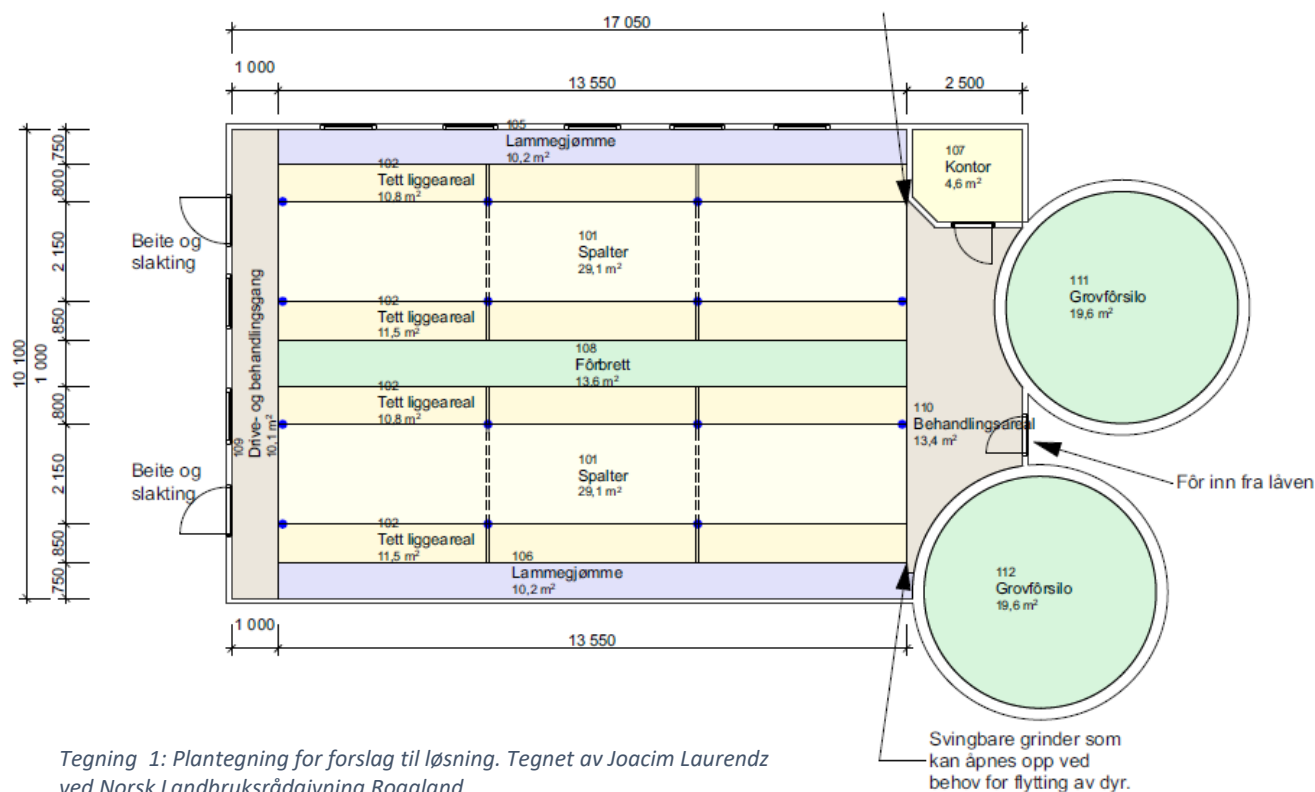 17 050
1 000
13 550
2 500
10 100
750
800
2 150
850
1 000
800
2 150
850
750
105
Lammegjømme
10,2 m²
102
Tett liggeareal
10.8 m²
107
Kontor
4,6 m²
Beite og
slakting
101
Spalter
29,1 m²
111
Grovfôrsilo
19,6 m²
102
Tett liggeareal
11,5 m²
109
Drive- og behandlingsgang
10,1 m²
108
Fôrbrett
13.6 m²
102
Tett liggeareal
10.8 m²
110
Behandlingsareal
13,4 m²
Beite og
slakting
101
Spalter
29,1 m²
Fôr inn fra låven
102
Tett liggeareal
11,5 m²
106
Lammegjømme
10,2 m²
112
Grovfôrsilo
19,6 m²
1 000
13 550
Svingbare grinder som
kan åpnes opp ved
behov for flytting av dyr.
Tegning 1: Plantegning for forslag til løsning. Tegnet av Joacim Laurendz
ved Norsk Landbruksrådgivning Rogaland